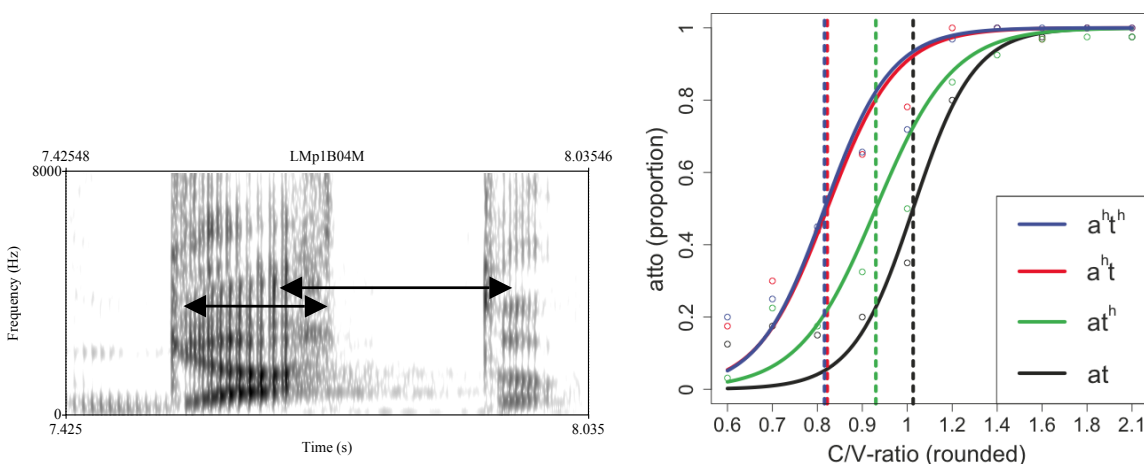 7.42548 LMp1B04M 8.03546
8000
Frequency (Hz)
0
7.425 8.035
Time (s)
1
0.8
0.6
0.4
0.2
0
atto (proportion)
aʰtʰ
aʰt
atʰ
at
0.6 0.7 0.8 0.9 1 1.2 1.4 1.6 1.8 2.1
C/V-ratio (rounded)